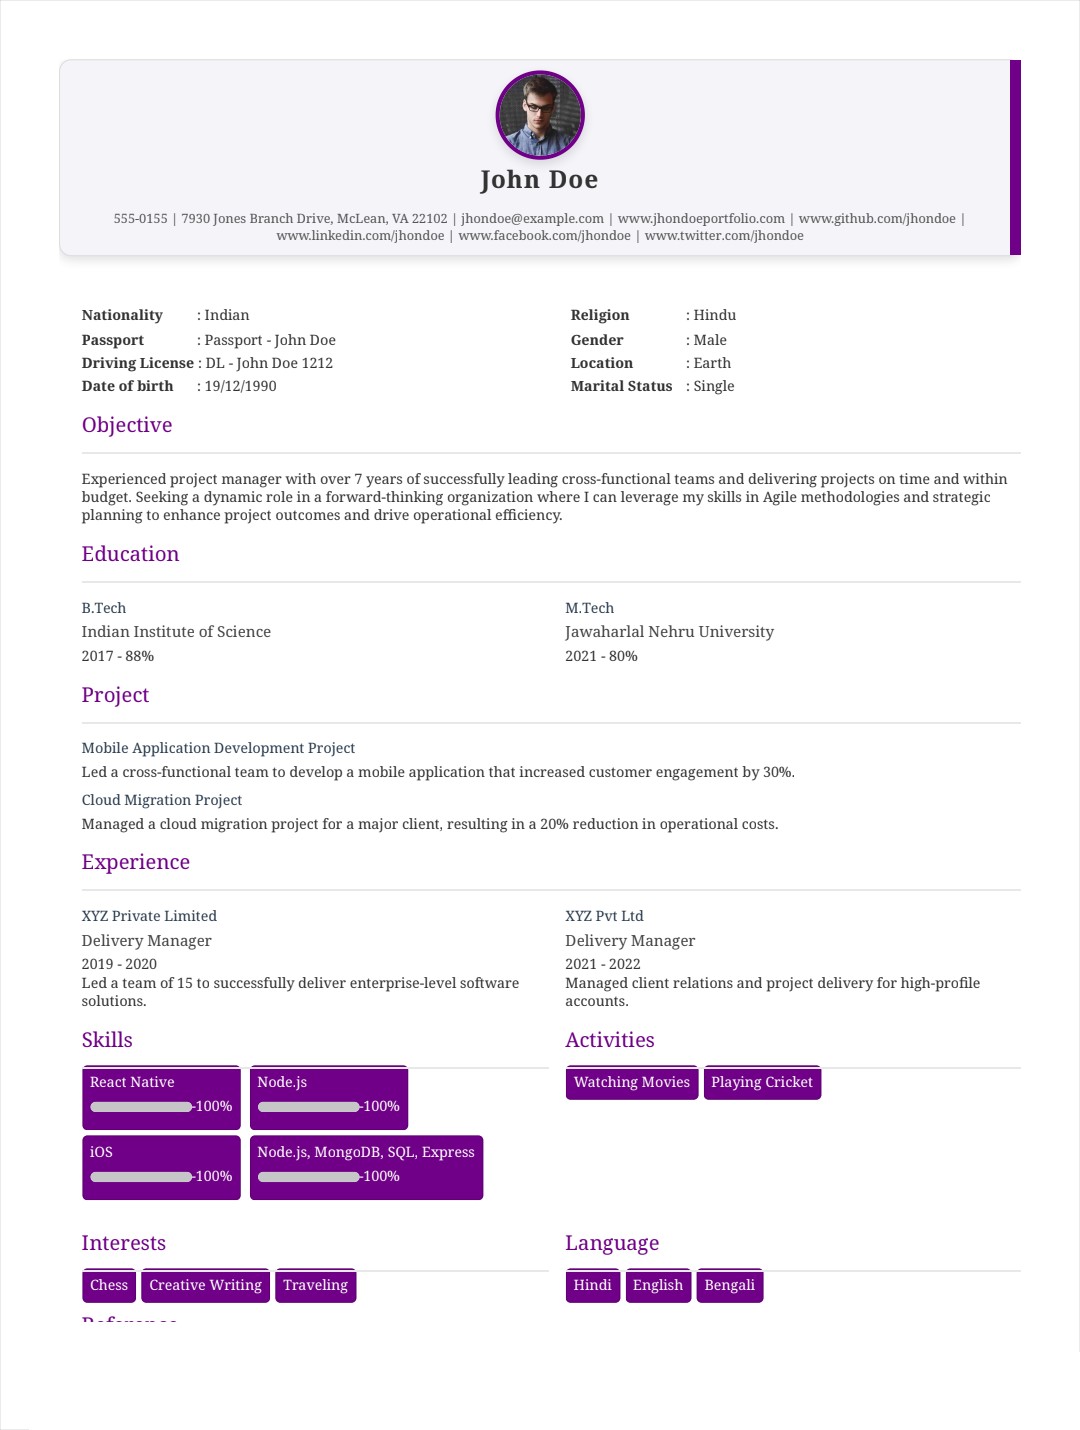 John Doe
555-0155 | 7930 Jones Branch Drive, McLean, VA 22102 | jhondoe@example.com | www.jhondoeportfolio.com | www.github.com/jhondoe |
www.linkedin.com/jhondoe | www.facebook.com/jhondoe | www.twitter.com/jhondoe
Nationality : Indian
Religion : Hindu
Passport : Passport - John Doe
Gender : Male
Driving License : DL - John Doe 1212
Location : Earth
Date of birth : 19/12/1990
Marital Status : Single
Objective
Experienced project manager with over 7 years of successfully leading cross-functional teams and delivering projects on time and within
budget. Seeking a dynamic role in a forward-thinking organization where I can leverage my skills in Agile methodologies and strategic
planning to enhance project outcomes and drive operational efficiency.
Education
B.Tech
Indian Institute of Science
2017 - 88%
M.Tech
Jawaharlal Nehru University
2021 - 80%
Project
Mobile Application Development Project
Led a cross-functional team to develop a mobile application that increased customer engagement by 30%.
Cloud Migration Project
Managed a cloud migration project for a major client, resulting in a 20% reduction in operational costs.
Experience
XYZ Private Limited
Delivery Manager
2019 - 2020
Led a team of 15 to successfully deliver enterprise-level software
solutions.
XYZ Pvt Ltd
Delivery Manager
2021 - 2022
Managed client relations and project delivery for high-profile
accounts.
Skills
React Native
-100%
Node.js
-100%
iOS
-100%
Node.js, MongoDB, SQL, Express
-100%
Activities
Watching Movies
Playing Cricket
Interests
Chess
Creative Writing
Traveling
Language
Hindi
English
Bengali